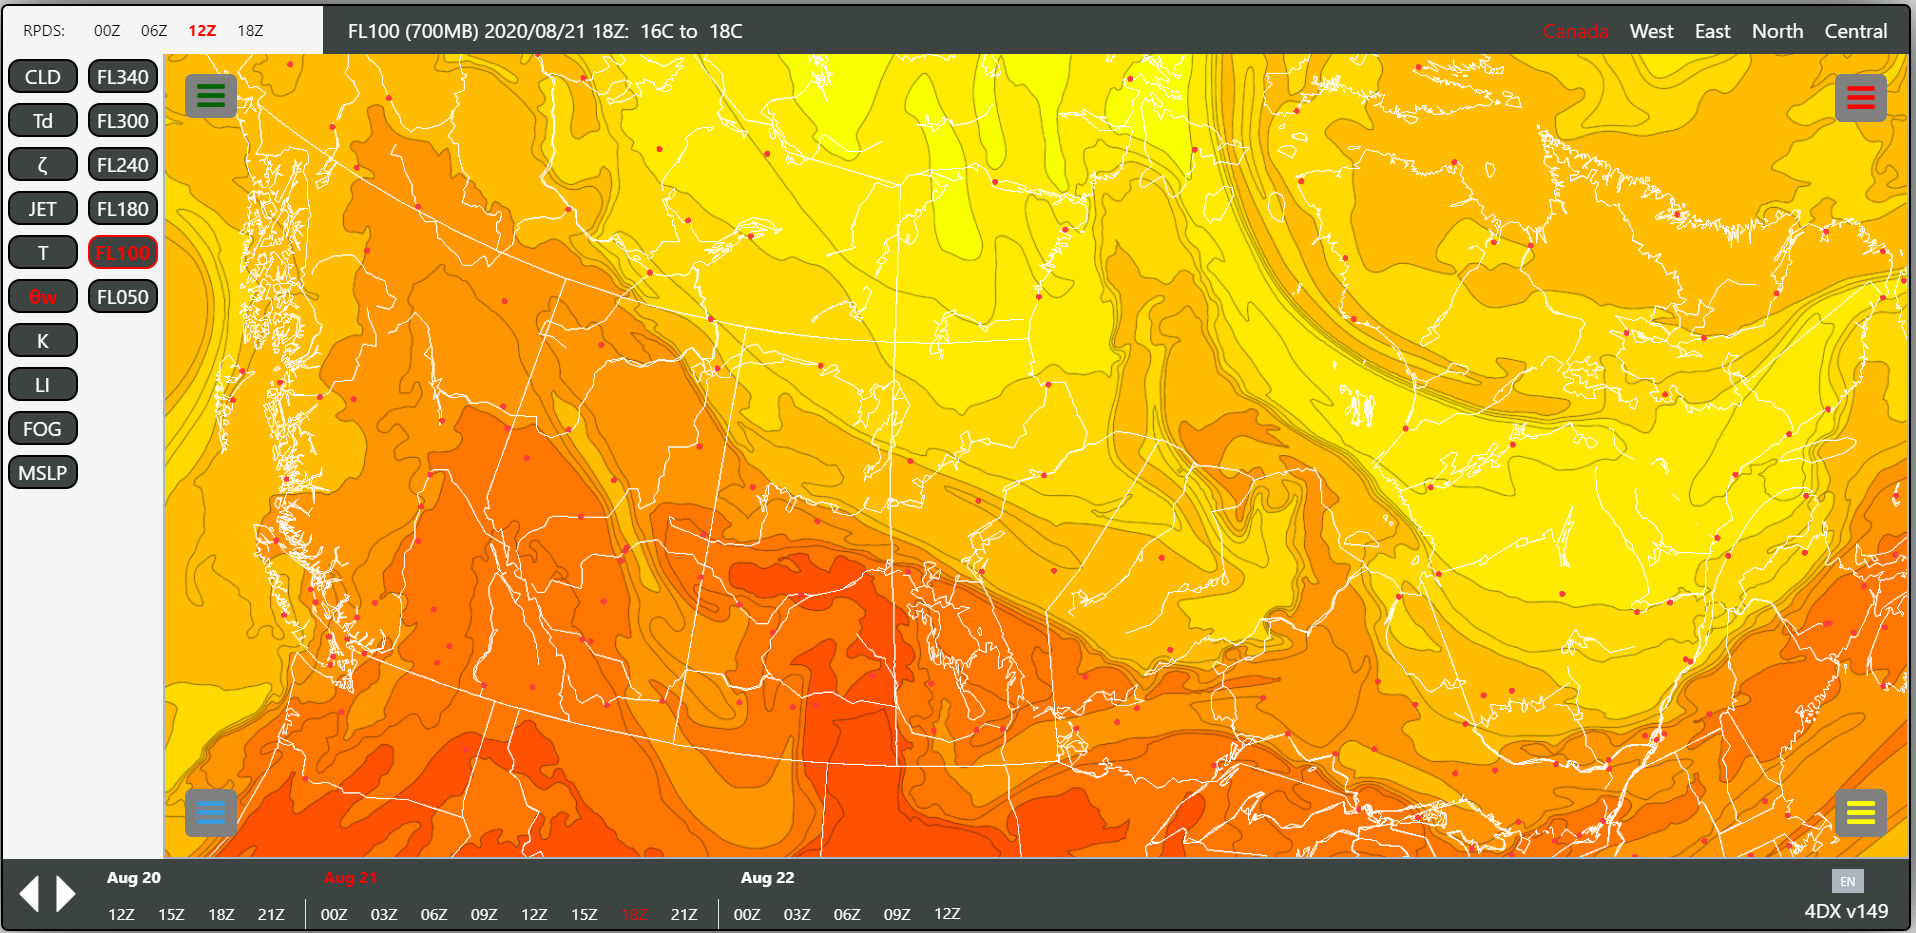 RPDS: 00Z 06Z 12Z 18Z
FL100 (700MB) 2020/08/21 18Z: 16C to 18C
Canada West East North Central
CLD FL340
Td FL300
ζ FL240
JET FL180
T FL100
θw FL050
K
LI
FOG
MSLP
Aug 20 Aug 21 Aug 22
12Z 15Z 18Z 21Z 00Z 03Z 06Z 09Z 12Z 15Z 18Z 21Z 00Z 03Z 06Z 09Z 12Z
EN
4DX v149